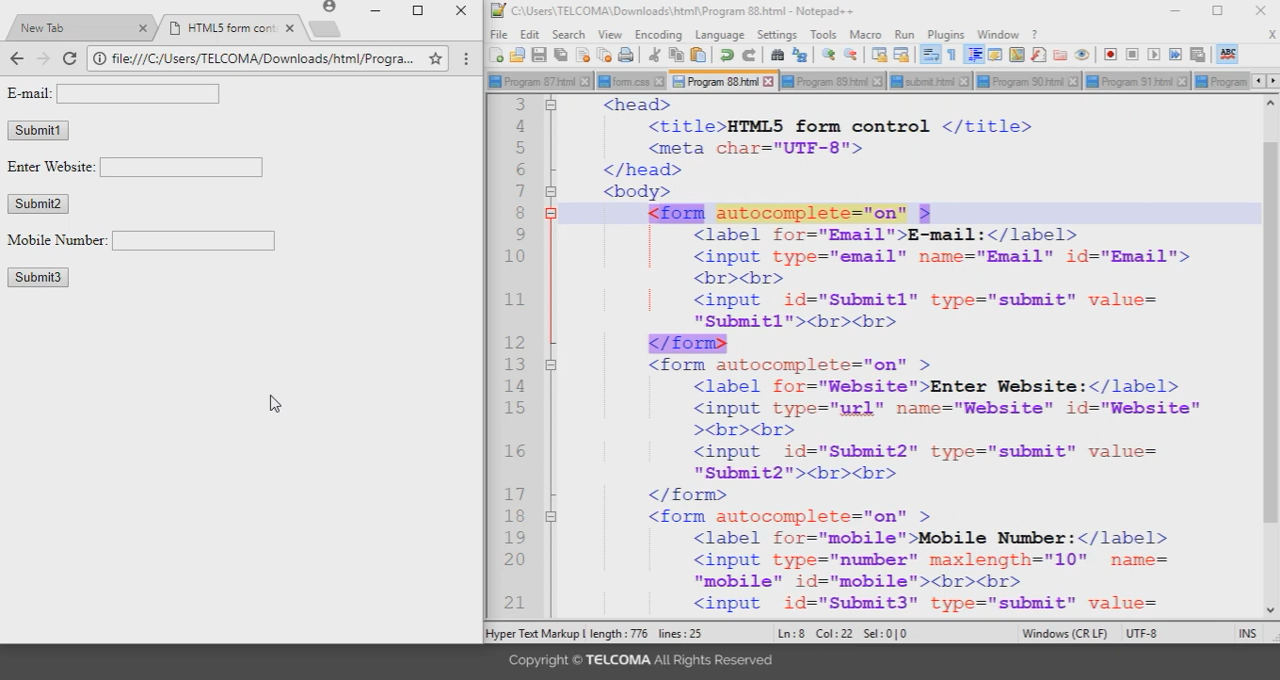 New Tab
HTML5 form cont
file:///C:/Users/TELCOMA/Downloads/html/Progra...
E-mail:
Submit1
Enter Website:
Submit2
Mobile Number:
Submit3
C:\Users\TELCOMA\Downloads\html\Program 88.html - Notepad++
File Edit Search View Encoding Language Settings Tools Macro Run Plugins Window ? X
Program 87.html form.css Program 88.html Program 89.html submit.html Program 90.html Program 91.html Program
3 <head>
4 <title>HTML5 form control </title>
5 <meta char="UTF-8">
6 </head>
7 <body>
8 <form autocomplete="on" >
9 <label for="Email">E-mail:</label>
10 <input type="email" name="Email" id="Email">
<br><br>
11 <input  id="Submit1" type="submit" value=
"Submit1"><br><br>
12 </form>
13 <form autocomplete="on" >
14 <label for="Website">Enter Website:</label>
15 <input type="url" name="Website" id="Website"
><br><br>
16 <input  id="Submit2" type="submit" value=
"Submit2"><br><br>
17 </form>
18 <form autocomplete="on" >
19 <label for="mobile">Mobile Number:</label>
20 <input type="number" maxlength="10"  name=
"mobile" id="mobile"><br><br>
21 <input  id="Submit3" type="submit" value=
Hyper Text Markup L length : 776 lines : 25 Ln : 8 Col : 22 Sel : 0 | 0 Windows (CR LF) UTF-8 INS
Copyright © TELCOMA All Rights Reserved